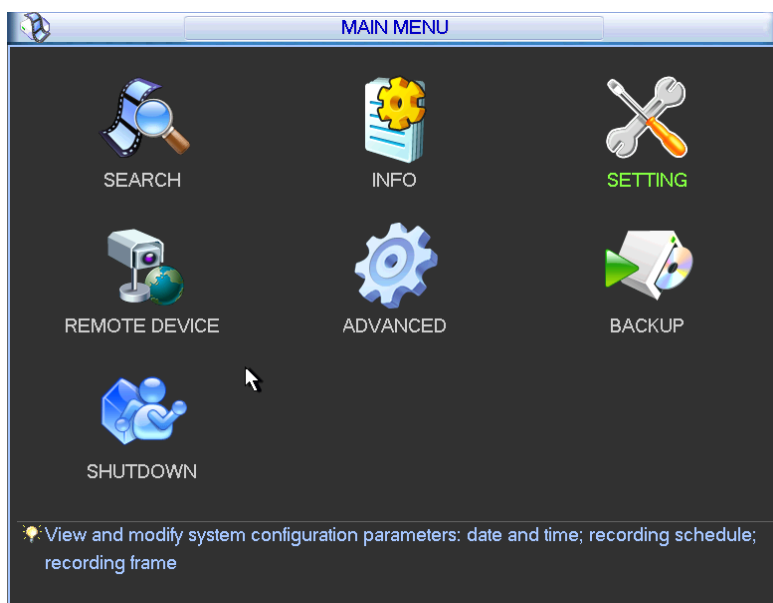 MAIN MENU
SEARCH
INFO
SETTING
REMOTE DEVICE
ADVANCED
BACKUP
SHUTDOWN
View and modify system configuration parameters: date and time; recording schedule;
recording frame